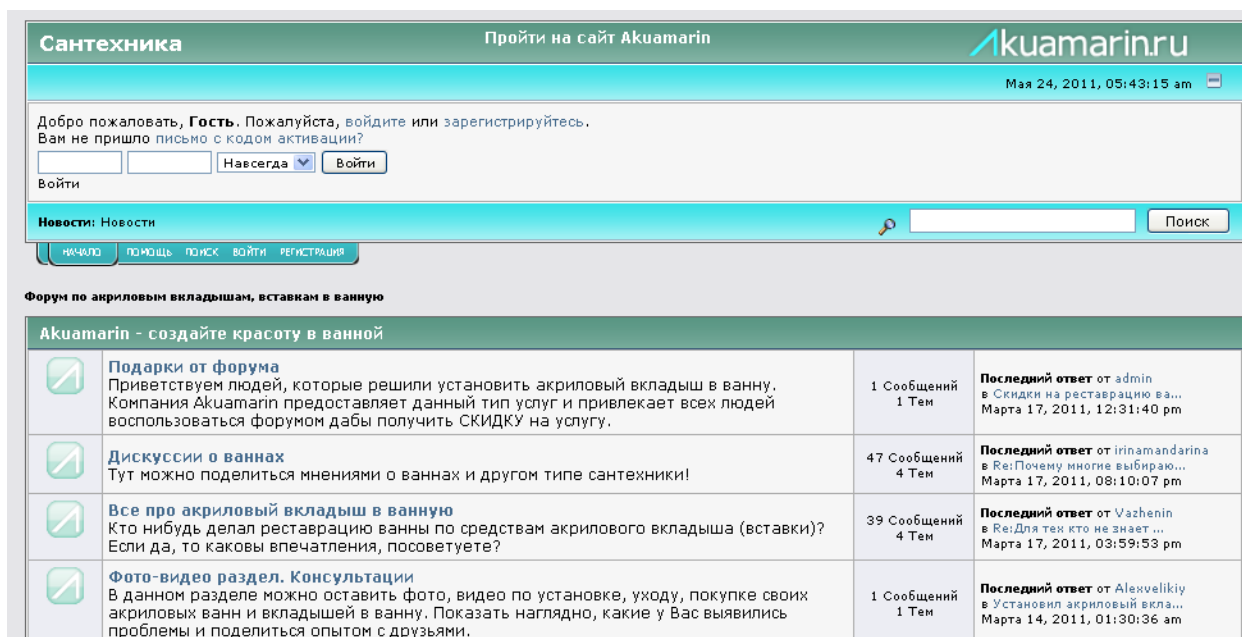 Сантехника
Пройти на сайт Akuamarin
Akuamarin.ru
Мая 24, 2011, 05:43:15 am
Добро пожаловать, Гость. Пожалуйста, войдите или зарегистрируйтесь.
Вам не пришло письмо с кодом активации?
Навсегда Войти
Войти
Новости: Новости
Поиск
НАЧАЛО ПОМОЩЬ ПОИСК ВОЙТИ РЕГИСТРАЦИЯ
Форум по акриловым вкладышам, вставкам в ванную
Akuamarin - создайте красоту в ванной
Подарки от форума
Приветствуем людей, которые решили установить акриловый вкладыш в ванну.
Компания Akuamarin предоставляет данный тип услуг и привлекает всех людей
воспользоваться форумом дабы получить СКИДКУ на услугу.
1 Сообщений
1 Тем
Последний ответ от admin
в Скидки на реставрацию ва...
Марта 17, 2011, 12:31:40 pm
Дискуссии о ваннах
Тут можно поделиться мнениями о ваннах и другом типе сантехники!
47 Сообщений
4 Тем
Последний ответ от irinamandarina
в Re:Почему многие выбираю...
Марта 17, 2011, 08:10:07 pm
Все про акриловый вкладыш в ванную
Кто нибудь делал реставрацию ванны по средствам акрилового вкладыша (вставки)?
Если да, то каковы впечатления, посоветуете?
39 Сообщений
4 Тем
Последний ответ от Vazhenin
в Re:Для тех кто не знает ...
Марта 17, 2011, 03:59:53 pm
Фото-видео раздел. Консультации
В данном разделе можно оставить фото, видео по установке, уходу, покупке своих
акриловых ванн и вкладышей в ванну. Показать наглядно, какие у Вас выявились
проблемы и поделиться опытом с друзьями.
1 Сообщений
1 Тем
Последний ответ от Alexvelikiy
в Установил акриловый вкла...
Марта 14, 2011, 01:30:36 am